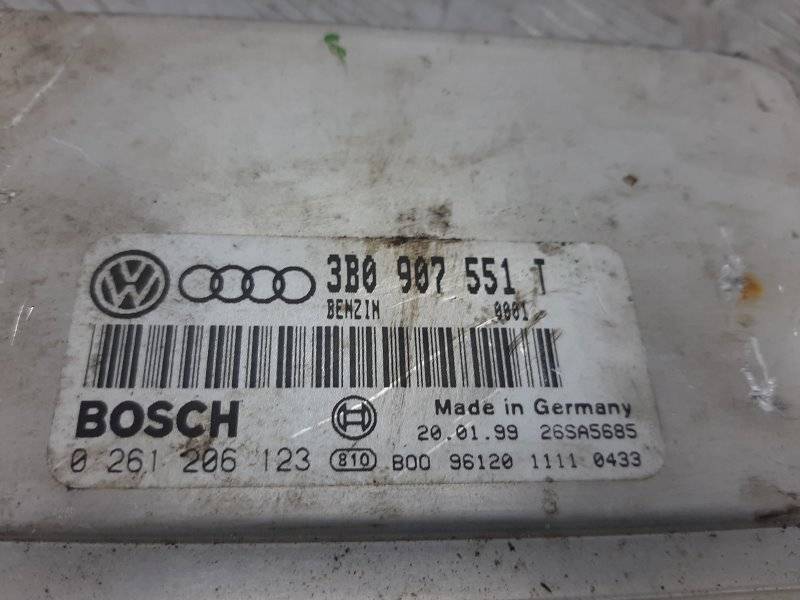 3B0 907 551 T
BENZIN 0001
BOSCH
Made in Germany
20.01.99 26SA5685
0 261 206 123 810 B00 96120 1111 0433